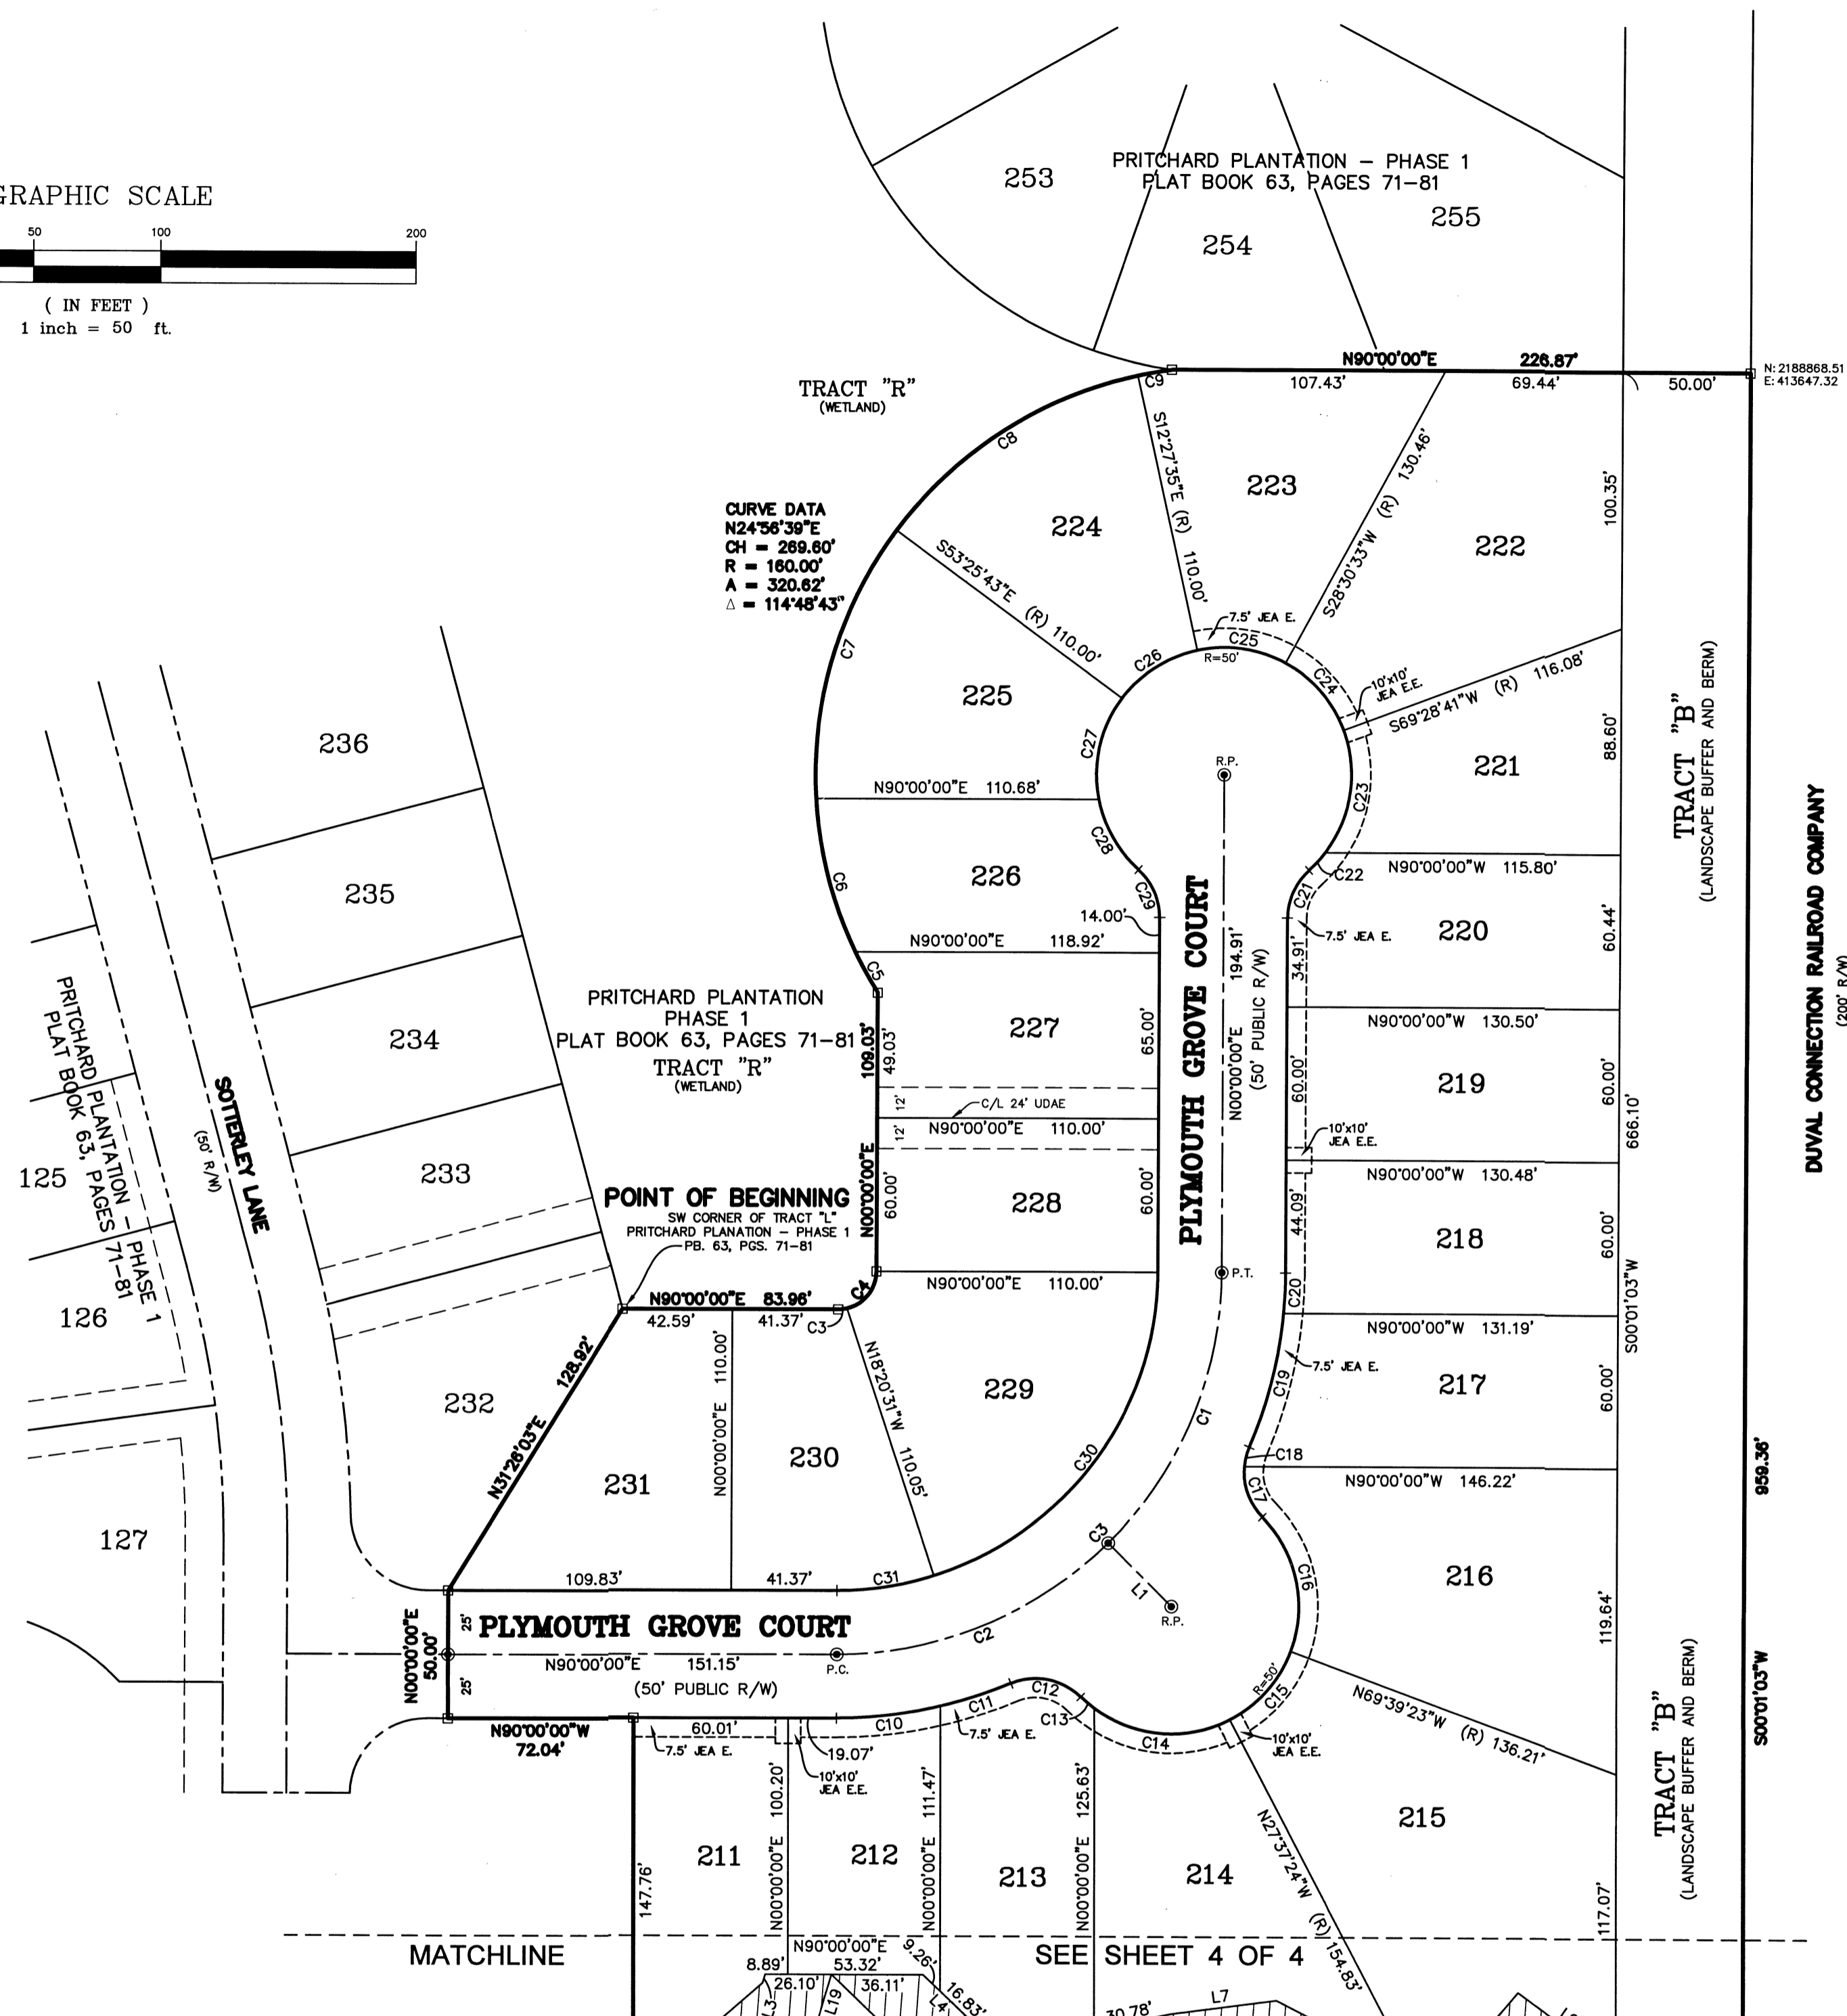 GRAPHIC SCALE
50 100 200
( IN FEET )
1 inch = 50 ft.
253
PRITCHARD PLANTATION – PHASE 1
PLAT BOOK 63, PAGES 71–81
254
255
N90°00'00"E 226.87'
107.43' 69.44' 50.00'
N: 2188868.51
E: 413647.32
TRACT "R"
(WETLAND)
C9
C8
CURVE DATA
N24°56'39"E
CH = 269.60'
R = 160.00'
A = 320.62'
Δ = 114°48'43"
C7
S12°27'35"E (R) 110.00'
223
224
S53°25'43"E (R) 110.00'
S28°30'33"W (R) 130.46'
222
100.35'
7.5' JEA E.
C25
R=50'
C26
C24
10'x10'
JEA E.E.
S69°28'41"W (R) 116.08'
225
C27
R.P.
221
88.60'
C23
TRACT "B"
(LANDSCAPE BUFFER AND BERM)
DUVAL CONNECTION RAILROAD COMPANY
(200' R/W)
N90°00'00"E 110.68'
C28
C6
226
C29
14.00'
C22
C21
N90°00'00"W 115.80'
7.5' JEA E.
220
60.44'
34.91'
N90°00'00"E 118.92'
C5
PLYMOUTH GROVE COURT
N00°00'00"E 194.91'
(50' PUBLIC R/W)
N90°00'00"W 130.50'
227
65.00'
109.03'
49.03'
PRITCHARD PLANTATION
PHASE 1
PLAT BOOK 63, PAGES 71–81
TRACT "R"
(WETLAND)
12'
C/L 24' UDAE
12'
N90°00'00"E 110.00'
60.00'
219
60.00'
666.10'
S00°01'03"W
10'x10'
JEA E.E.
N90°00'00"W 130.48'
N00°00'00"E
60.00'
228
60.00'
44.09'
218
60.00'
P.T.
C20
N90°00'00"E 110.00'
N90°00'00"W 131.19'
7.5' JEA E.
236
235
234
233
232
SOTTERLEY LANE
(50' R/W)
PRITCHARD PLANTATION – PHASE 1
PLAT BOOK 63, PAGES 71–81
125
126
127
POINT OF BEGINNING
SW CORNER OF TRACT "L"
PRITCHARD PLANATION – PHASE 1
PB. 63, PGS. 71–81
N90°00'00"E 83.96'
42.59' 41.37'
C3
C4
N31°26'03"E 128.92'
N00°00'00"E 110.00'
N18°20'31"W 110.05'
229
230
231
C30
C1
C19
217
60.00'
C18
N90°00'00"W 146.22'
C17
C3
L1
R.P.
C16
216
119.64'
959.36'
S00°01'03"W
109.83' 41.37' C31
N00°00'00"E
50.00'
25'
25'
PLYMOUTH GROVE COURT
N90°00'00"E 151.15'
(50' PUBLIC R/W)
P.C.
C2
C12
C11
C13
C10
C14
R=50'
C15
N69°39'23"W (R) 136.21'
N90°00'00"W
72.04'
60.01'
7.5' JEA E.
19.07'
10'x10'
JEA E.E.
7.5' JEA E.
10'x10'
JEA E.E.
147.76'
211
N00°00'00"E 100.20'
212
N00°00'00"E 111.47'
213
N00°00'00"E 125.63'
214
N27°37'24"W (R) 154.83'
215
117.07'
TRACT "B"
(LANDSCAPE BUFFER AND BERM)
MATCHLINE
SEE SHEET 4 OF 4
N90°00'00"E
8.89' 53.32' 9.26'
26.10' 36.11' 16.83'
L3
L19
L4
30.78'
L7